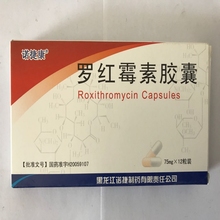 诺捷康®
罗红霉素胶囊
Roxithromycin Capsules
【批准文号】国药准字H20059107
75mg×12粒装
黑龙江诺捷制药有限责任公司